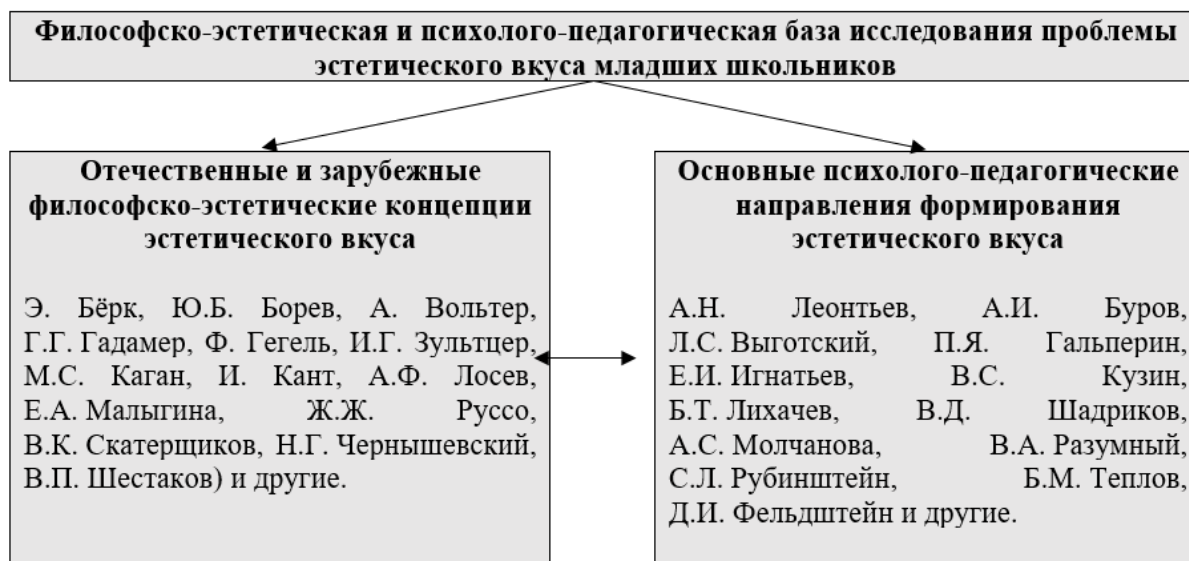 Философско-эстетическая и психолого-педагогическая база исследования проблемы
эстетического вкуса младших школьников
Отечественные и зарубежные
философско-эстетические концепции
эстетического вкуса
Э. Бёрк, Ю.Б. Борев, А. Вольтер,
Г.Г. Гадамер, Ф. Гегель, И.Г. Зультцер,
М.С. Каган, И. Кант, А.Ф. Лосев,
Е.А. Малыгина, Ж.Ж. Руссо,
В.К. Скатерщиков, Н.Г. Чернышевский,
В.П. Шестаков) и другие.
Основные психолого-педагогические
направления формирования
эстетического вкуса
А.Н. Леонтьев, А.И. Буров,
Л.С. Выготский, П.Я. Гальперин,
Е.И. Игнатьев, В.С. Кузин,
Б.Т. Лихачев, В.Д. Шадриков,
А.С. Молчанова, В.А. Разумный,
С.Л. Рубинштейн, Б.М. Теплов,
Д.И. Фельдштейн и другие.